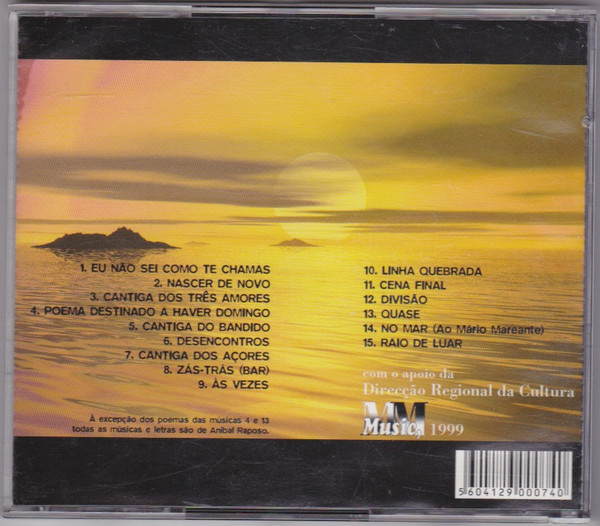 1. EU NÃO SEI COMO TE CHAMAS
2. NASCER DE NOVO
3. CANTIGA DOS TRÊS AMORES
4. POEMA DESTINADO A HAVER DOMINGO
5. CANTIGA DO BANDIDO
6. DESENCONTROS
7. CANTIGA DOS AÇORES
8. ZÁS-TRÁS (BAR)
9. ÀS VEZES
10. LINHA QUEBRADA
11. CENA FINAL
12. DIVISÃO
13. QUASE
14. NO MAR (Ao Mário Mareante)
15. RAIO DE LUAR
À excepção dos poemas das músicas 4 e 13
todas as músicas e letras são de Aníbal Raposo.
com o apoio da
Direcção Regional da Cultura
MM
Music 1999
5604129000740